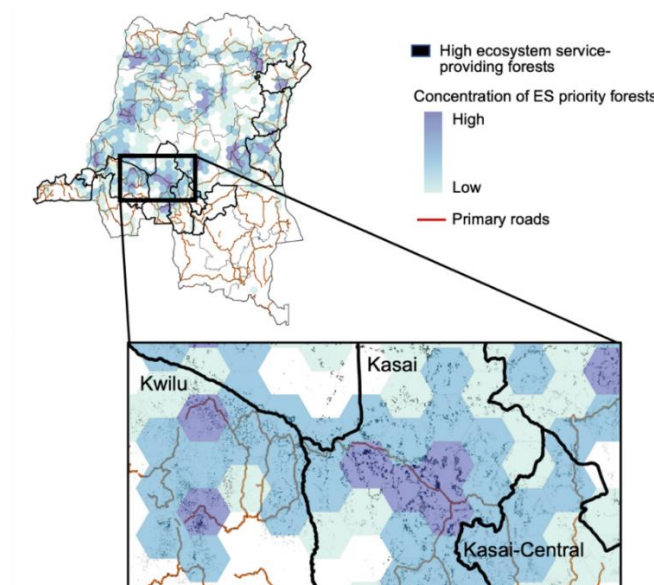 High ecosystem service-
providing forests
Concentration of ES priority forests
High
Low
Primary roads
Kasai
Kwilu
Kasai-Central